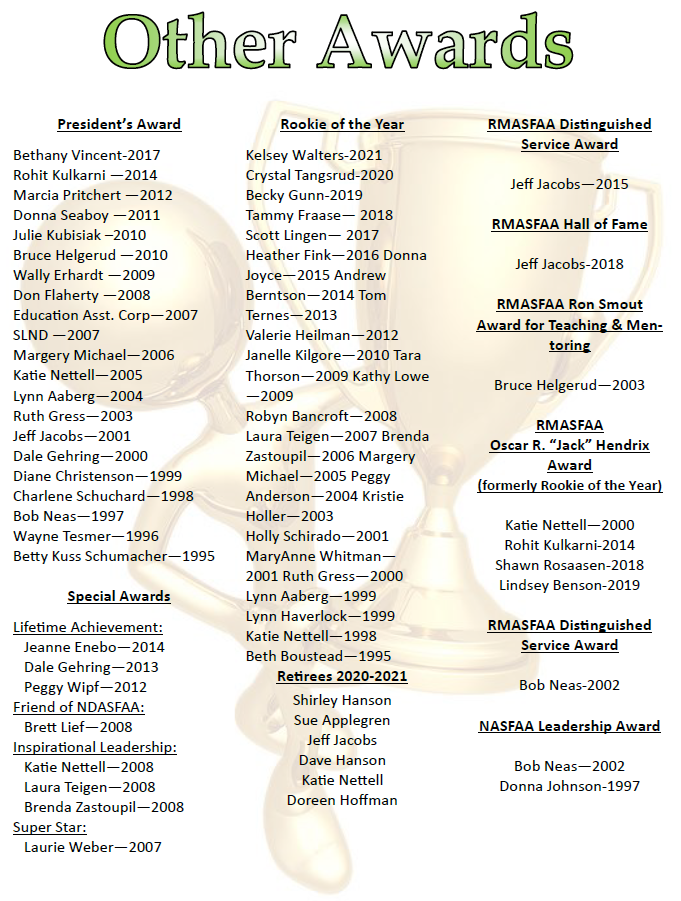 Other Awards
President's Award
Bethany Vincent-2017
Rohit Kulkarni —2014
Marcia Pritchert —2012
Donna Seaboy —2011
Julie Kubisiak –2010
Bruce Helgerud —2010
Wally Erhardt —2009
Don Flaherty —2008
Education Asst. Corp—2007
SLND —2007
Margery Michael—2006
Katie Nettell—2005
Lynn Aaberg—2004
Ruth Gress—2003
Jeff Jacobs—2001
Dale Gehring—2000
Diane Christenson—1999
Charlene Schuchard—1998
Bob Neas—1997
Wayne Tesmer—1996
Betty Kuss Schumacher—1995
Special Awards
Lifetime Achievement:
Jeanne Enebo—2014
Dale Gehring—2013
Peggy Wipf—2012
Friend of NDASFAA:
Brett Lief—2008
Inspirational Leadership:
Katie Nettell—2008
Laura Teigen—2008
Brenda Zastoupil—2008
Super Star:
Laurie Weber—2007
Rookie of the Year
Kelsey Walters-2021
Crystal Tangsrud-2020
Becky Gunn-2019
Tammy Fraase— 2018
Scott Lingen— 2017
Heather Fink—2016 Donna
Joyce—2015 Andrew
Berntson—2014 Tom
Ternes—2013
Valerie Heilman—2012
Janelle Kilgore—2010 Tara
Thorson—2009 Kathy Lowe
—2009
Robyn Bancroft—2008
Laura Teigen—2007 Brenda
Zastoupil—2006 Margery
Michael—2005 Peggy
Anderson—2004 Kristie
Holler—2003
Holly Schirado—2001
MaryAnne Whitman—
2001 Ruth Gress—2000
Lynn Aaberg—1999
Lynn Haverlock—1999
Katie Nettell—1998
Beth Boustead—1995
Retirees 2020-2021
Shirley Hanson
Sue Applegren
Jeff Jacobs
Dave Hanson
Katie Nettell
Doreen Hoffman
RMASFAA Distinguished
Service Award
Jeff Jacobs—2015
RMASFAA Hall of Fame
Jeff Jacobs-2018
RMASFAA Ron Smout
Award for Teaching & Men-
toring
Bruce Helgerud—2003
RMASFAA
Oscar R. “Jack” Hendrix
Award
(formerly Rookie of the Year)
Katie Nettell—2000
Rohit Kulkarni-2014
Shawn Rosaasen-2018
Lindsey Benson-2019
RMASFAA Distinguished
Service Award
Bob Neas-2002
NASFAA Leadership Award
Bob Neas—2002
Donna Johnson-1997